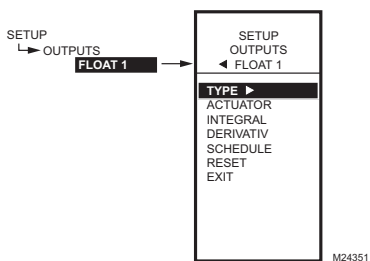 SETUP
OUTPUTS
FLOAT 1
SETUP
OUTPUTS
◄ FLOAT 1
TYPE ►
ACTUATOR
INTEGRAL
DERIVATIV
SCHEDULE
RESET
EXIT
M24351